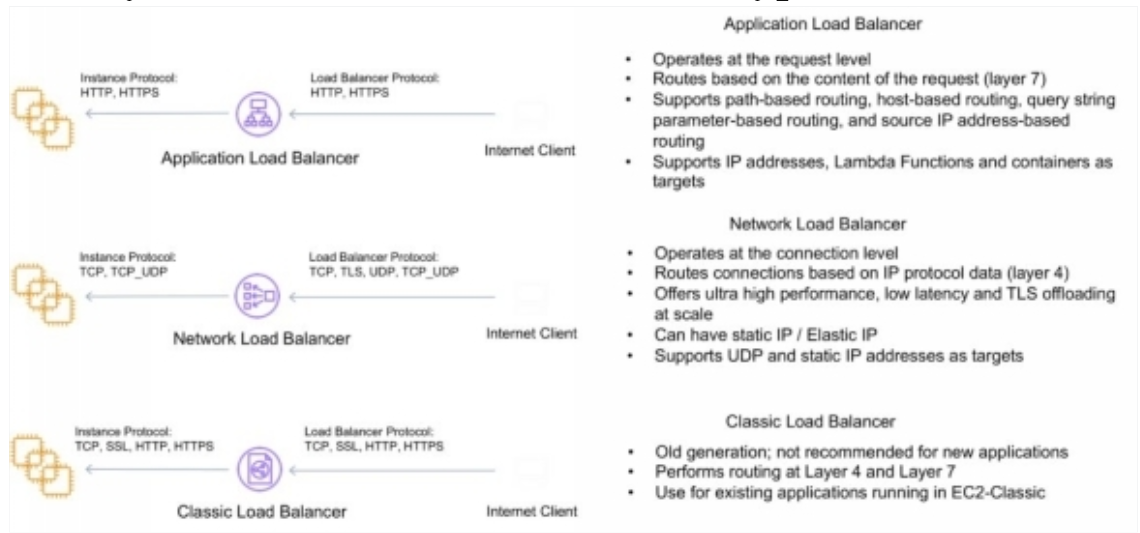 Instance Protocol:
HTTP, HTTPS
Load Balancer Protocol:
HTTP, HTTPS
Application Load Balancer
Internet Client
Application Load Balancer
• Operates at the request level
• Routes based on the content of the request (layer 7)
• Supports path-based routing, host-based routing, query string
parameter-based routing, and source IP address-based
routing
• Supports IP addresses, Lambda Functions and containers as
targets
Instance Protocol:
TCP, TCP_UDP
Load Balancer Protocol:
TCP, TLS, UDP, TCP_UDP
Network Load Balancer
Internet Client
Network Load Balancer
• Operates at the connection level
• Routes connections based on IP protocol data (layer 4)
• Offers ultra high performance, low latency and TLS offloading
at scale
• Can have static IP / Elastic IP
• Supports UDP and static IP addresses as targets
Instance Protocol:
TCP, SSL, HTTP, HTTPS
Load Balancer Protocol:
TCP, SSL, HTTP, HTTPS
Classic Load Balancer
Internet Client
Classic Load Balancer
• Old generation; not recommended for new applications
• Performs routing at Layer 4 and Layer 7
• Use for existing applications running in EC2-Classic